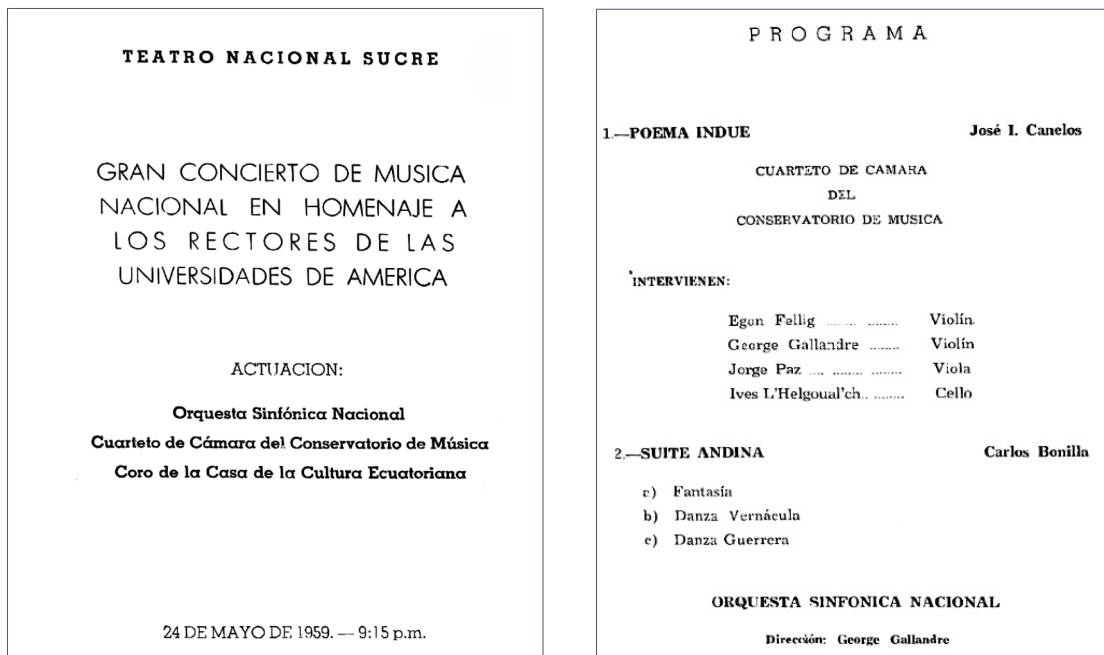 TEATRO NACIONAL SUCRE
GRAN CONCIERTO DE MUSICA
NACIONAL EN HOMENAJE A
LOS RECTORES DE LAS
UNIVERSIDADES DE AMERICA
ACTUACION:
Orquesta Sinfónica Nacional
Cuarteto de Cámara del Conservatorio de Música
Coro de la Casa de la Cultura Ecuatoriana
24 DE MAYO DE 1959. — 9:15 p.m.
PROGRAMA
1.—POEMA INDUE José I. Canelos
CUARTETO DE CAMARA
DEL
CONSERVATORIO DE MUSICA
INTERVIENEN:
Egon Fellig ........ ........ Violín
George Gallandre ........ Violín
Jorge Paz .... ........ ........ Viola
Ives L'Helgoual'ch.. ........ Cello
2.—SUITE ANDINA Carlos Bonilla
a) Fantasía
b) Danza Vernácula
c) Danza Guerrera
ORQUESTA SINFONICA NACIONAL
Dirección: George Gallandre